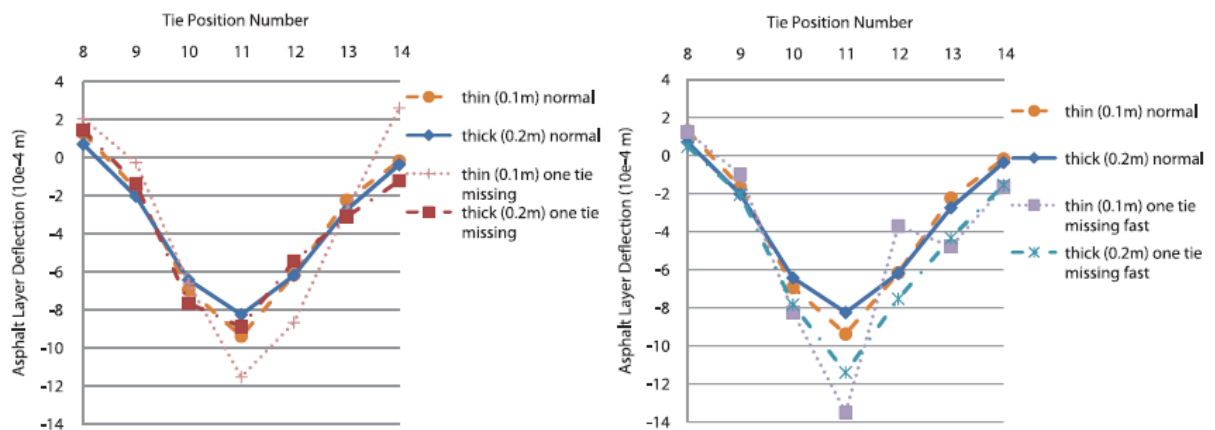 Tie Position Number
8 9 10 11 12 13 14
Asphalt Layer Deflection (10e-4 m)
4
2
0
-2
-4
-6
-8
-10
-12
-14
thin (0.1m) normal
thick (0.2m) normal
thin (0.1m) one tie
missing
thick (0.2m) one tie
missing
Tie Position Number
8 9 10 11 12 13 14
Asphalt Layer Deflection (10e-4 m)
4
2
0
-2
-4
-6
-8
-10
-12
-14
thin (0.1m) normal
thick (0.2m) normal
thin (0.1m) one tie
missing fast
thick (0.2m) one tie
missing fast